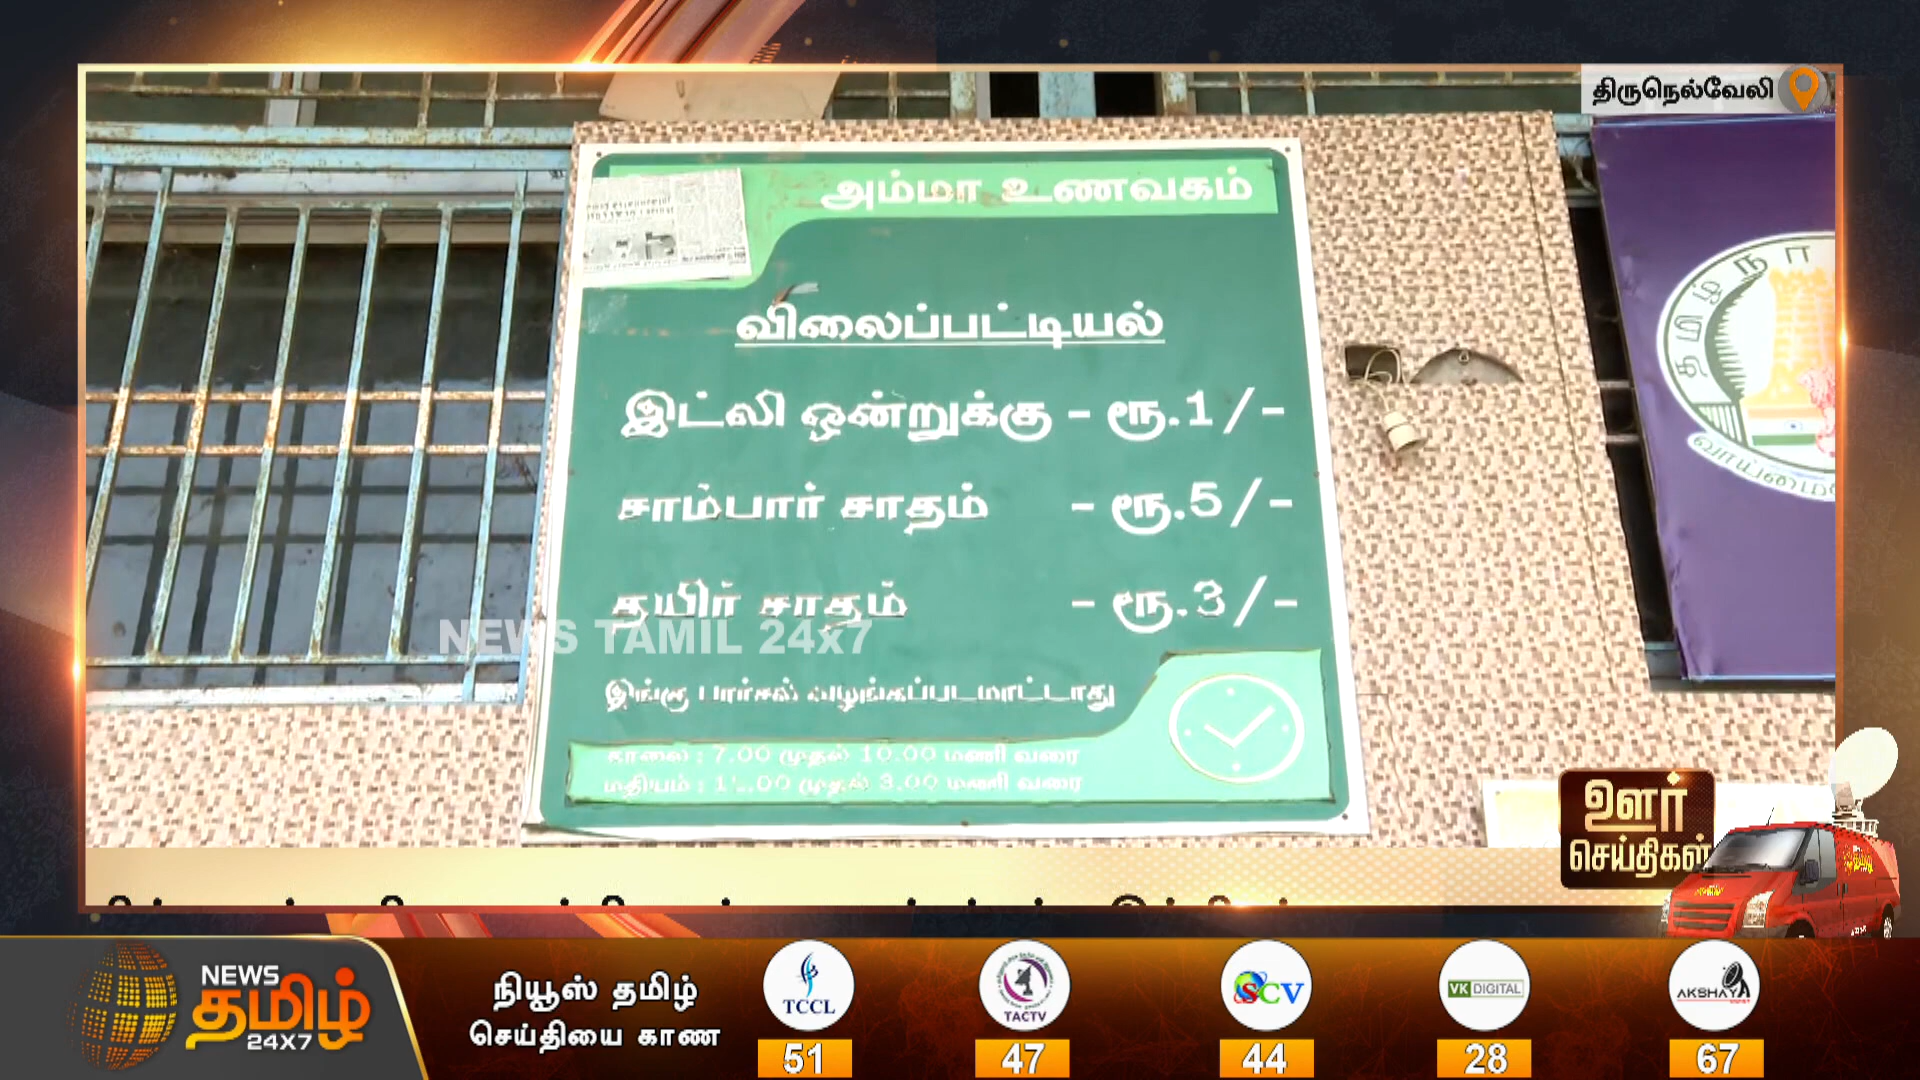 திருநெல்வேலி
அம்மா உணவகம்
விலைப்பட்டியல்
இட்லி ஒன்றுக்கு - ரூ.1/-
சாம்பார் சாதம் - ரூ.5/-
தயிர் சாதம் - ரூ.3/-
NEWS TAMIL 24x7
இங்கு பார்சல் வழங்கப்படமாட்டாது
காலை : 7.00 முதல் 10.00 மணி வரை
மதியம் : முதல் 3.00 மணி வரை
ஊர்
செய்திகள்
NEWS
தமிழ்
24X7
நியூஸ் தமிழ்
செய்தியை காண
TCCL
51
TACTV
47
SCV
44
VK DIGITAL
28
AKSHAYA
67